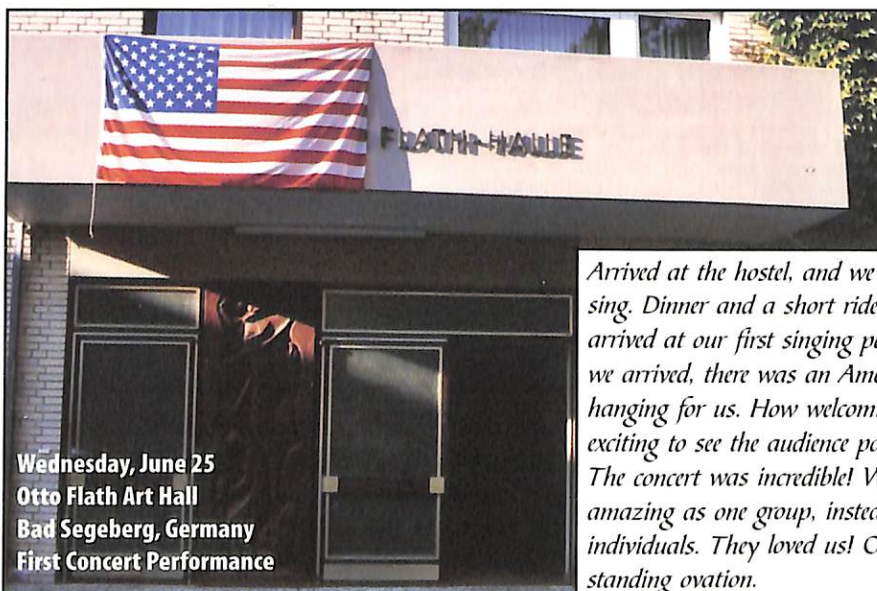 FLATH-HALLE
Wednesday, June 25
Otto Flath Art Hall
Bad Segeberg, Germany
First Concert Performance
Arrived at the hostel, and we
sing. Dinner and a short ride
arrived at our first singing
we arrived, there was an
hanging for us. How
exciting to see the audience
The concert was incredible!
amazing as one group,
individuals. They loved us!
standing ovation.